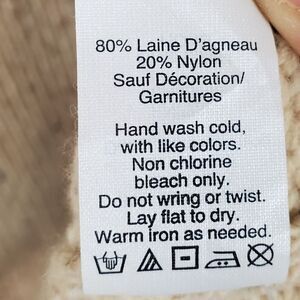 80% Laine D'agneau
20% Nylon
Sauf Décoration/
Garnitures
Hand wash cold,
with like colors.
Non chlorine
bleach only.
Do not wring or twist.
Lay flat to dry.
Warm iron as needed.